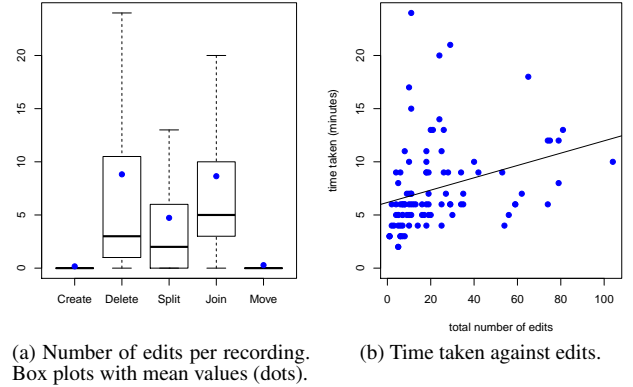 20
15
10
5
0
Create Delete Split Join Move
(a) Number of edits per recording.
Box plots with mean values (dots).
time taken (minutes)
20
15
10
5
0
0 20 40 60 80 100
total number of edits
(b) Time taken against edits.